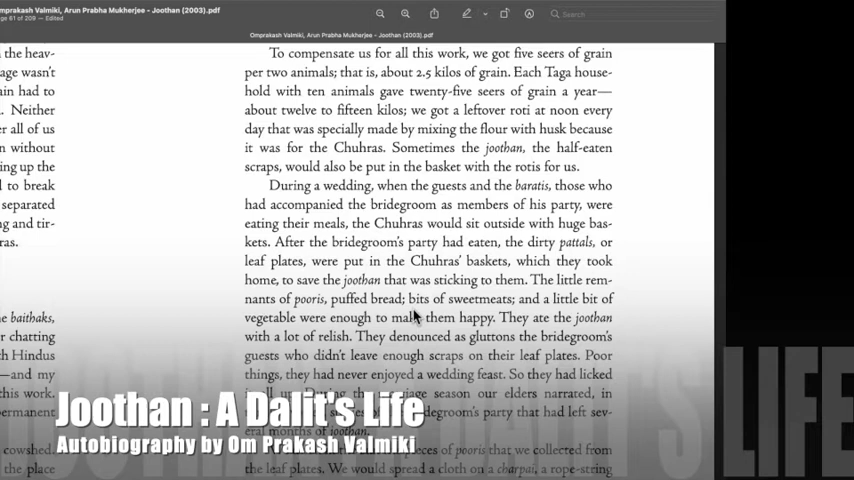 Omprakash Valmiki, Arun Prabha Mukherjee - Joothan (2003).pdf
Page 61 of 209 — Edited
Search
Omprakash Valmiki, Arun Prabha Mukherjee - Joothan (2003).pdf
the heav-
age wasn't
ain had to
. Neither
r all of us
n without
ing up the
d to break
separated
ng and tir-
ras.
e baithaks,
r chatting
ch Hindus
—and my
this work.
ermanent
cowshed.
the place
To compensate us for all this work, we got five seers of grain
per two animals; that is, about 2.5 kilos of grain. Each Taga house-
hold with ten animals gave twenty-five seers of grain a year—
about twelve to fifteen kilos; we got a leftover roti at noon every
day that was specially made by mixing the flour with husk because
it was for the Chuhras. Sometimes the joothan, the half-eaten
scraps, would also be put in the basket with the rotis for us.
During a wedding, when the guests and the baratis, those who
had accompanied the bridegroom as members of his party, were
eating their meals, the Chuhras would sit outside with huge bas-
kets. After the bridegroom's party had eaten, the dirty pattals, or
leaf plates, were put in the Chuhras' baskets, which they took
home, to save the joothan that was sticking to them. The little rem-
nants of pooris, puffed bread; bits of sweetmeats; and a little bit of
vegetable were enough to make them happy. They ate the joothan
with a lot of relish. They denounced as gluttons the bridegroom's
guests who didn't leave enough scraps on their leaf plates. Poor
things, they had never enjoyed a wedding feast. So they had licked
it all up. During the marriage season our elders narrated, in
degroom's party that had left sev-
eral months of joothan.
eces of pooris that we collected from
the leaf plates. We would spread a cloth on a charpai, a rope-string
Joothan : A Dalit's Life
Autobiography by Om Prakash Valmiki